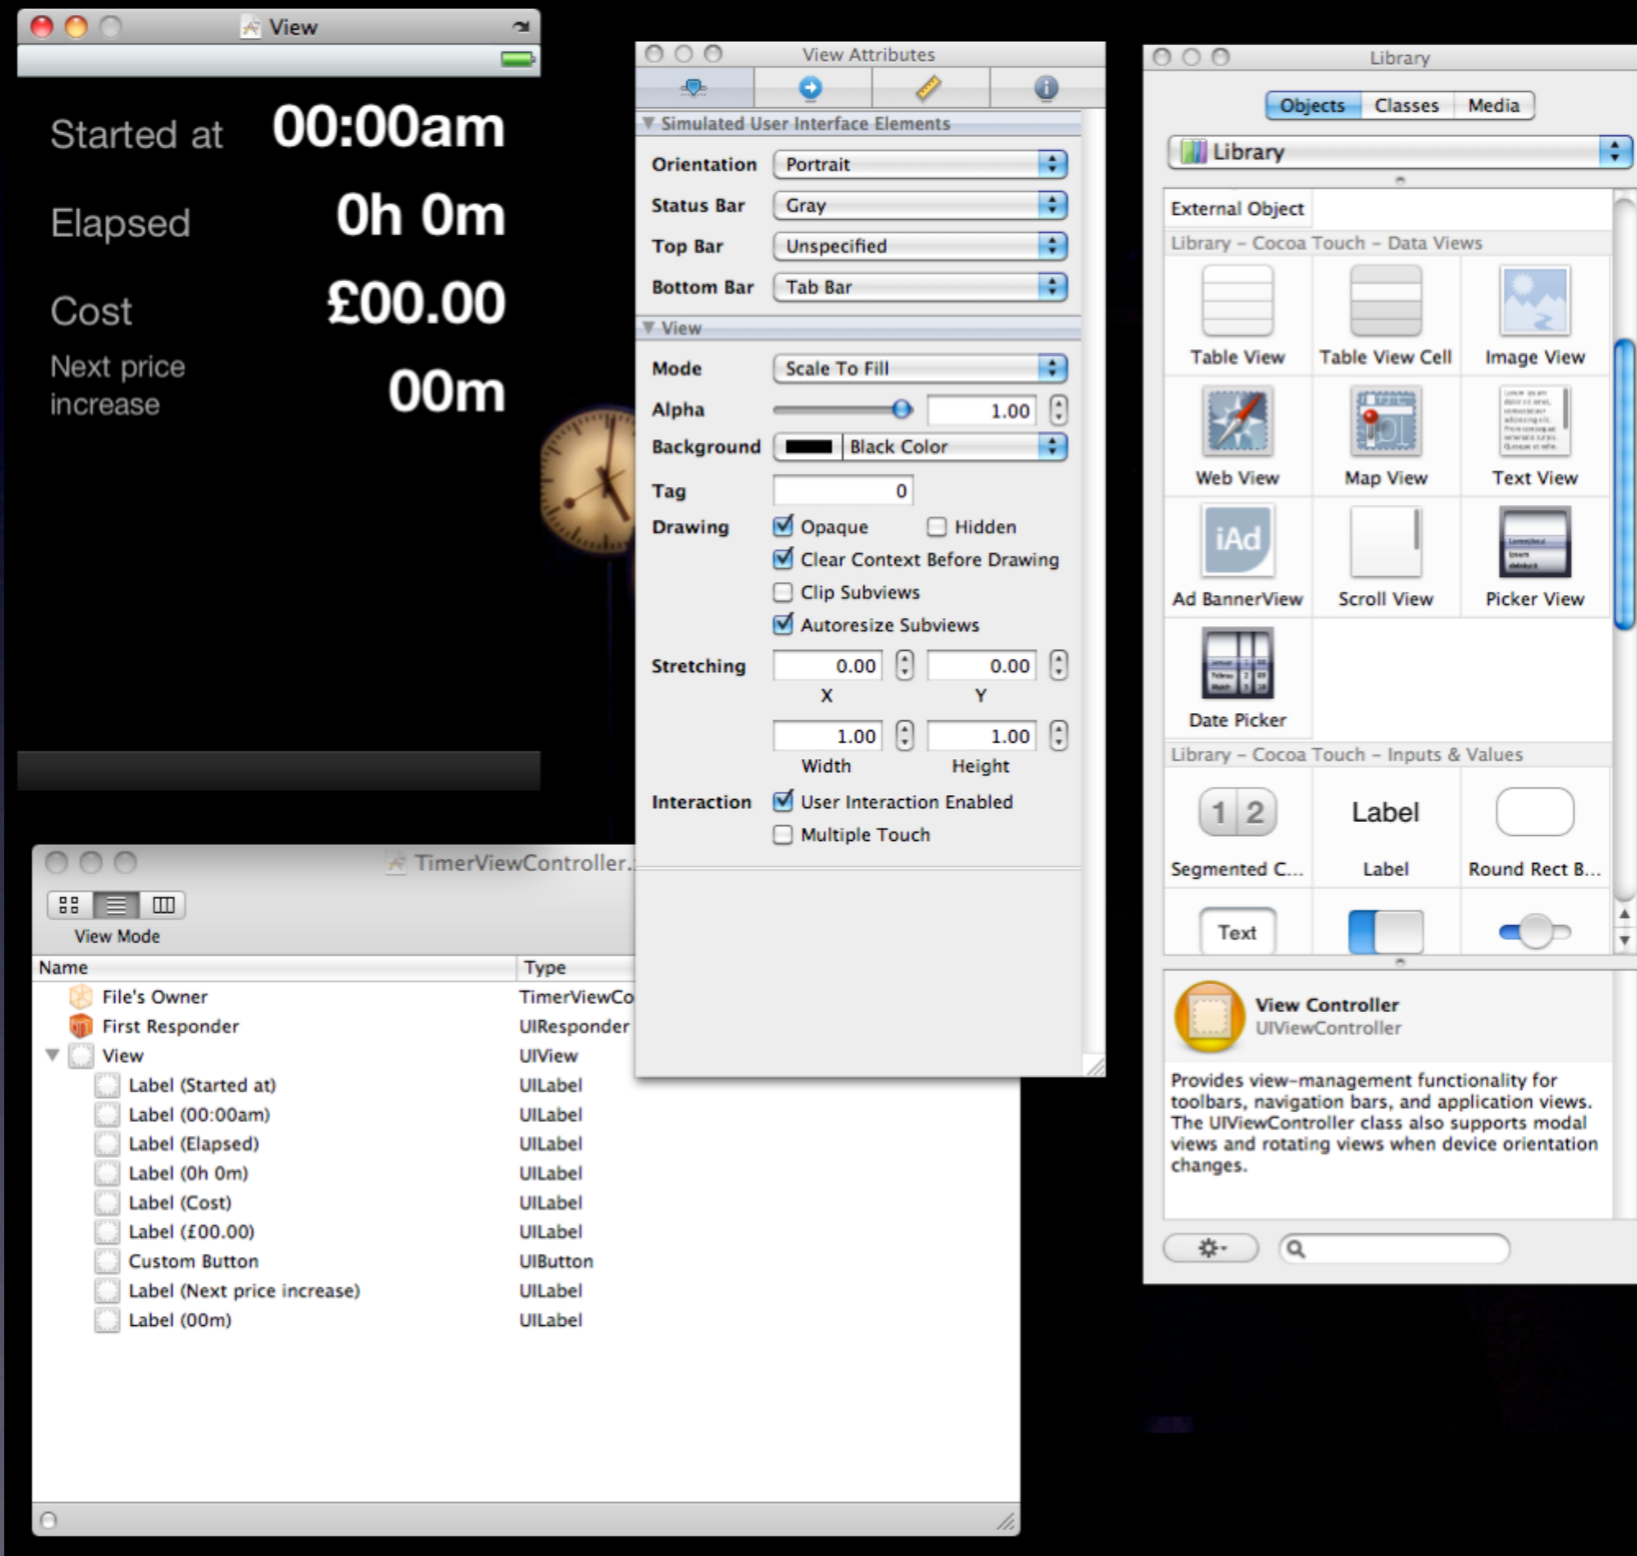 View
Started at 00:00am
Elapsed 0h 0m
Cost £00.00
Next price
increase
00m
View Attributes
Simulated User Interface Elements
Orientation Portrait
Status Bar Gray
Top Bar Unspecified
Bottom Bar Tab Bar
View
Mode Scale To Fill
Alpha 1.00
Background Black Color
Tag 0
Drawing Opaque Hidden
Clear Context Before Drawing
Clip Subviews
Autoresize Subviews
Stretching 0.00 0.00
X Y
1.00 1.00
Width Height
Interaction User Interaction Enabled
Multiple Touch
Library
Objects Classes Media
Library
External Object
Library – Cocoa Touch – Data Views
Table View Table View Cell Image View
Web View Map View Text View
iAd
Ad BannerView Scroll View Picker View
Date Picker
Library – Cocoa Touch – Inputs & Values
1 2 Label
Segmented C... Label Round Rect B...
Text
View Controller
UIViewController
Provides view-management functionality for
toolbars, navigation bars, and application views.
The UIViewController class also supports modal
views and rotating views when device orientation
changes.
TimerViewController.
View Mode
Name Type
File's Owner TimerViewCo
First Responder UIResponder
View UIView
Label (Started at) UILabel
Label (00:00am) UILabel
Label (Elapsed) UILabel
Label (0h 0m) UILabel
Label (Cost) UILabel
Label (£00.00) UILabel
Custom Button UIButton
Label (Next price increase) UILabel
Label (00m) UILabel